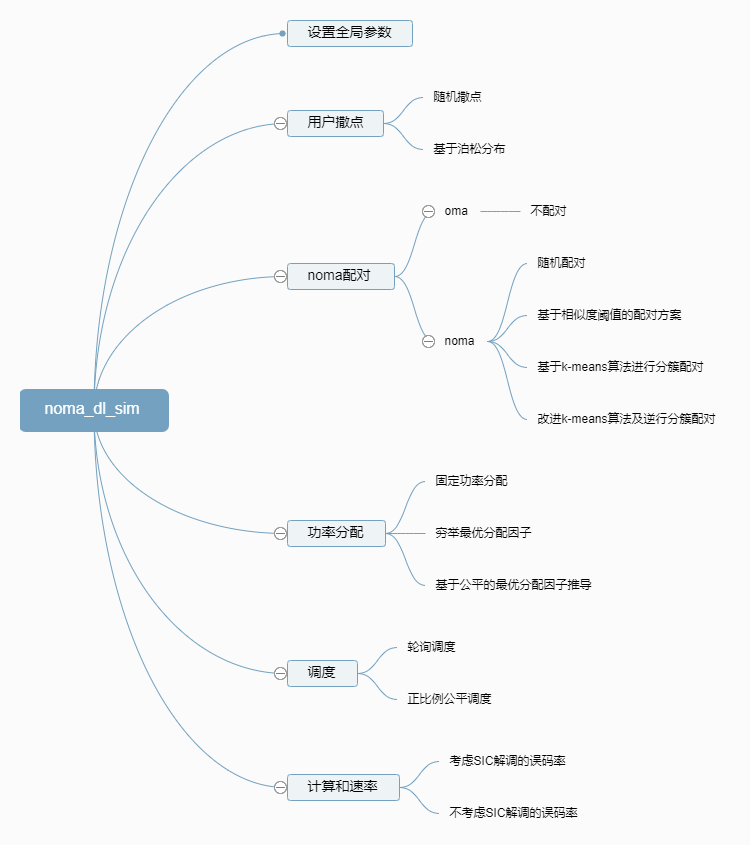 设置全局参数
用户撒点
随机撒点
基于泊松分布
noma配对
oma
不配对
noma
随机配对
基于相似度阈值的配对方案
基于k-means算法进行分簇配对
改进k-means算法及逆行分簇配对
noma_dl_sim
功率分配
固定功率分配
穷举最优分配因子
基于公平的最优分配因子推导
调度
轮询调度
正比例公平调度
计算和速率
考虑SIC解调的误码率
不考虑SIC解调的误码率